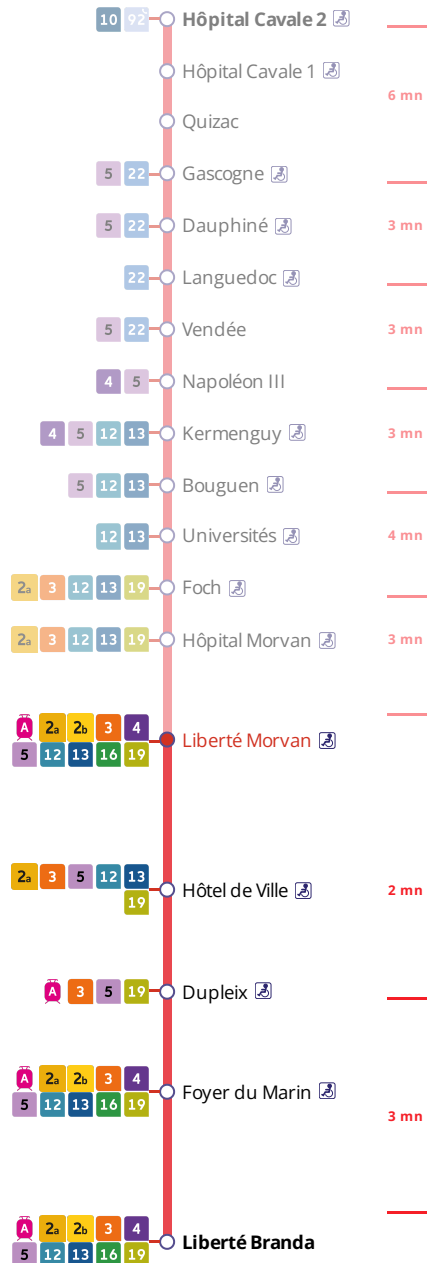 10 92 Hôpital Cavale 2
Hôpital Cavale 1
6 mn
Quizac
5 22 Gascogne
5 22 Dauphiné 3 mn
22 Languedoc
5 22 Vendée 3 mn
4 5 Napoléon III
4 5 12 13 Kermenguy 3 mn
5 12 13 Bouguen
12 13 Universités 4 mn
2a 3 12 13 19 Foch
2a 3 12 13 19 Hôpital Morvan 3 mn
A 2a 2b 3 4
5 12 13 16 19 Liberté Morvan
2a 3 5 12 13
19 Hôtel de Ville 2 mn
A 3 5 19 Dupleix
A 2a 2b 3 4
5 12 13 16 19 Foyer du Marin
3 mn
A 2a 2b 3 4
5 12 13 16 19 Liberté Branda